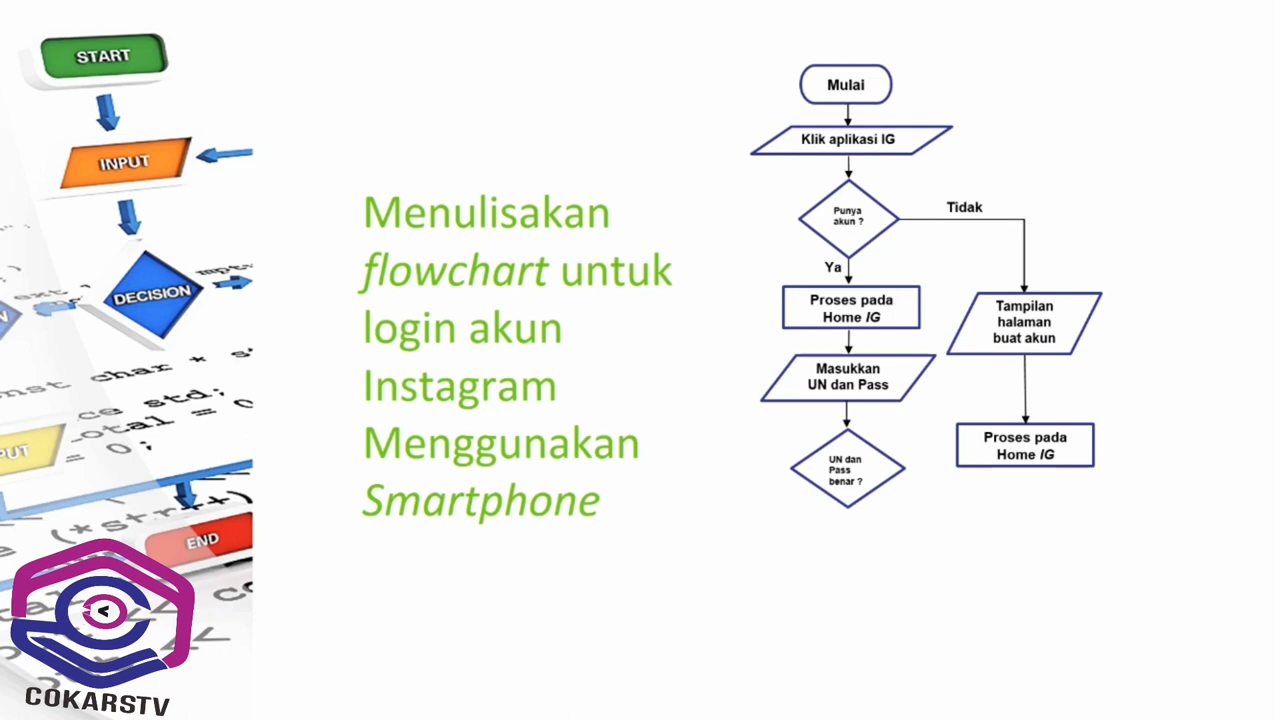 START
INPUT
DECISION
END
COKARSTV
Menulisakan
flowchart untuk
login akun
Instagram
Menggunakan
Smartphone
Mulai
Klik aplikasi IG
Punya
akun ?
Tidak
Ya
Proses pada
Home IG
Masukkan
UN dan Pass
UN dan
Pass
benar ?
Tampilan
halaman
buat akun
Proses pada
Home IG